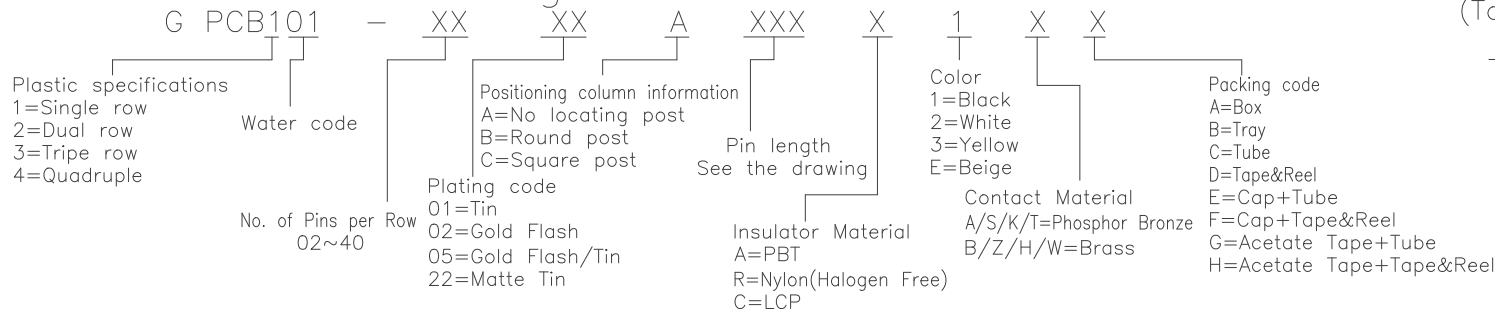 G PCB101 - XX XX A XXX X 1 X X
(To
Plastic specifications
1=Single row
2=Dual row
3=Tripe row
4=Quadruple
Water code
No. of Pins per Row
02~40
Plating code
01=Tin
02=Gold Flash
05=Gold Flash/Tin
22=Matte Tin
Positioning column information
A=No locating post
B=Round post
C=Square post
Pin length
See the drawing
Insulator Material
A=PBT
R=Nylon(Halogen Free)
C=LCP
Color
1=Black
2=White
3=Yellow
E=Beige
Contact Material
A/S/K/T=Phosphor Bronze
B/Z/H/W=Brass
Packing code
A=Box
B=Tray
C=Tube
D=Tape&Reel
E=Cap+Tube
F=Cap+Tape&Reel
G=Acetate Tape+Tube
H=Acetate Tape+Tape&Reel